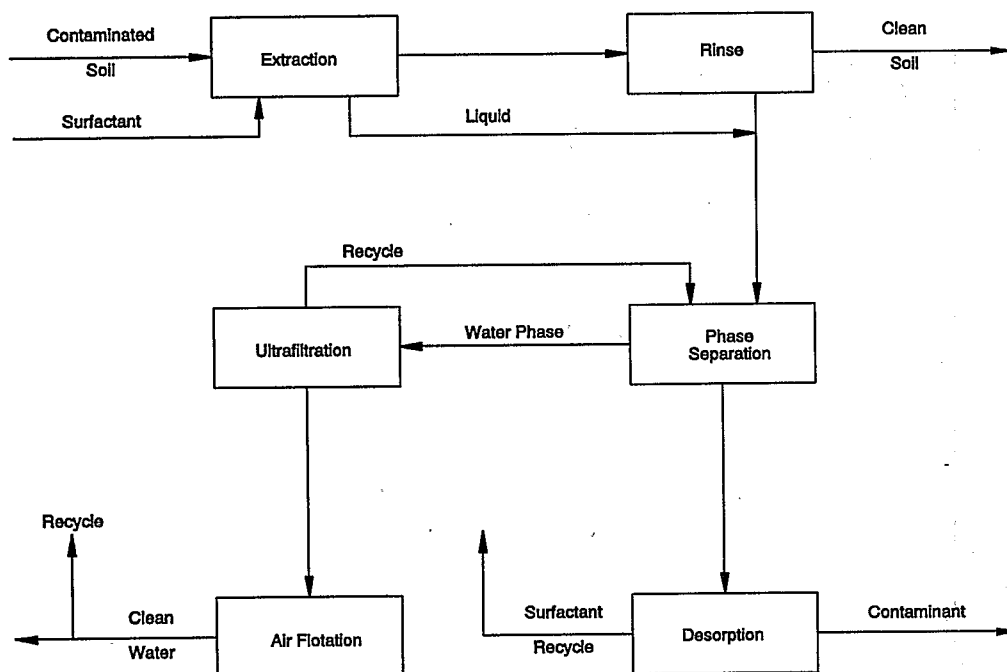 Contaminated
Soil
Extraction
Rinse
Clean
Soil
Surfactant
Liquid
Recycle
Ultrafiltration
Water Phase
Phase
Separation
Recycle
Clean
Water
Air Flotation
Surfactant
Recycle
Desorption
Contaminant